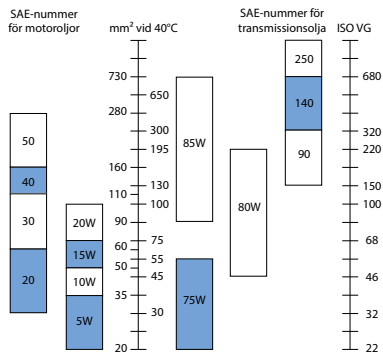 SAE-nummer
för motoroljor
mm² vid 40°C
SAE-nummer för
transmissionsolja
ISO VG
250
730
680
650
140
280
300
320
50
85W
195
220
90
160
40
130
150
110
80W
100
100
30
20W
90
75
68
60
15W
55
50
45
46
20
10W
75W
35
30
32
5W
20
22